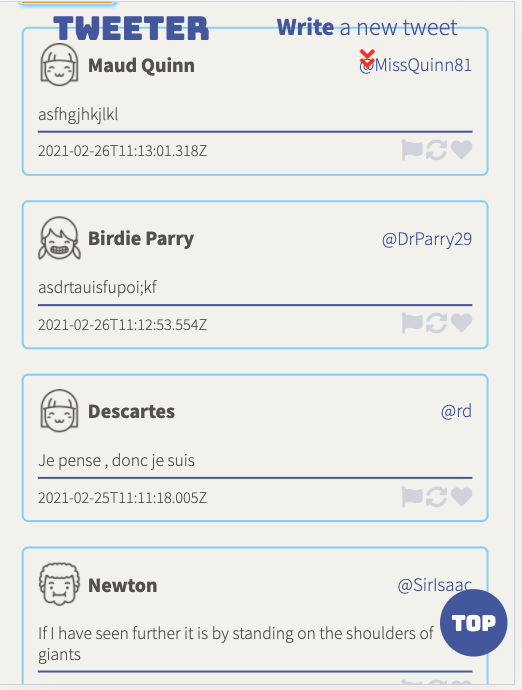 TWEETER
Write a new tweet
Maud Quinn
@MissQuinn81
asfhgjhkjlkl
2021-02-26T11:13:01.318Z
Birdie Parry
@DrParry29
asdrtauisfupoi;kf
2021-02-26T11:12:53.554Z
Descartes
@rd
Je pense , donc je suis
2021-02-25T11:11:18.005Z
Newton
@SirIsaac
If I have seen further it is by standing on the shoulders of
giants
TOP